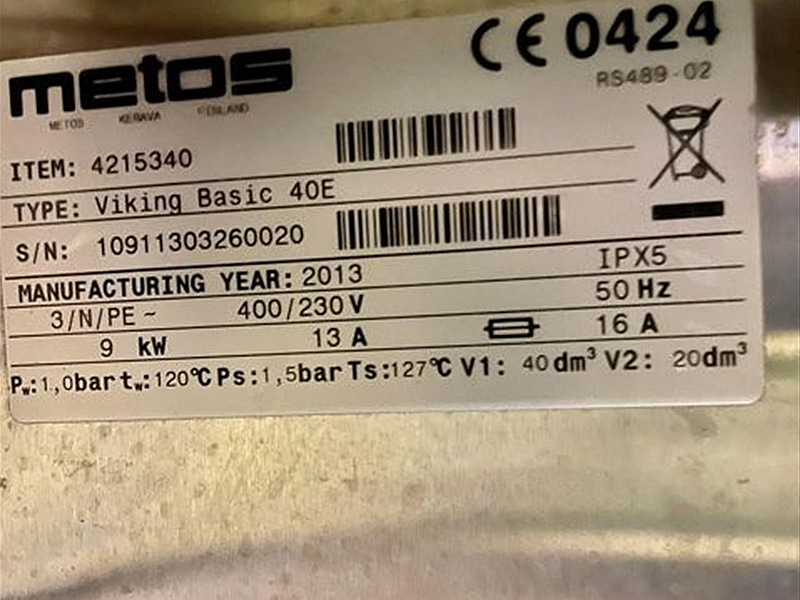 metos
CE 0424
RS489-02
METOS KERAVA FINLAND
ITEM: 4215340
TYPE: Viking Basic 40E
S/N: 10911303260020
MANUFACTURING YEAR: 2013 IPX5
3/N/PE ~ 400/230 V 50 Hz
9 kW 13 A 16 A
Pw:1,0bar tw:120°C Ps:1,5bar Ts:127°C V1: 40 dm³ V2: 20dm³